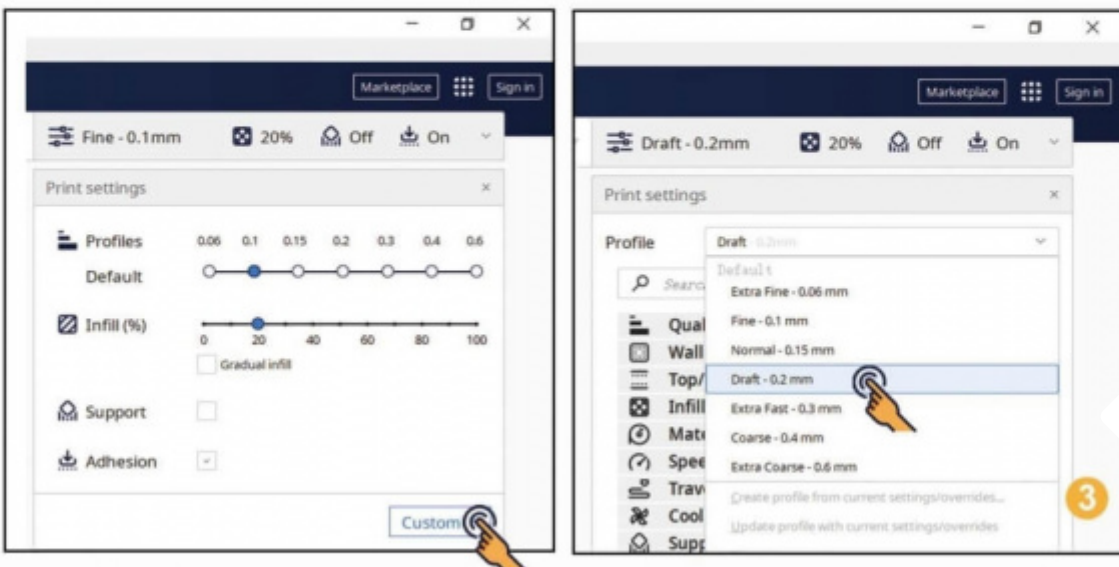 Marketplace
Sign in
Fine - 0.1mm
20%
Off
On
Print settings
Profiles
0.06 0.1 0.15 0.2 0.3 0.4 0.6
Default
Infill (%)
0 20 40 60 80 100
Gradual infill
Support
Adhesion
Custom
Marketplace
Sign in
Draft - 0.2mm
20%
Off
On
Print settings
Profile
Draft 0.2mm
Searc
Default
Extra Fine - 0.06 mm
Qual
Fine - 0.1 mm
Wall
Normal - 0.15 mm
Top/
Draft - 0.2 mm
Infill
Extra Fast - 0.3 mm
Mate
Coarse - 0.4 mm
Spee
Extra Coarse - 0.6 mm
Trav
Create profile from current settings/overrides...
Cool
Update profile with current settings/overrides
Supp
3